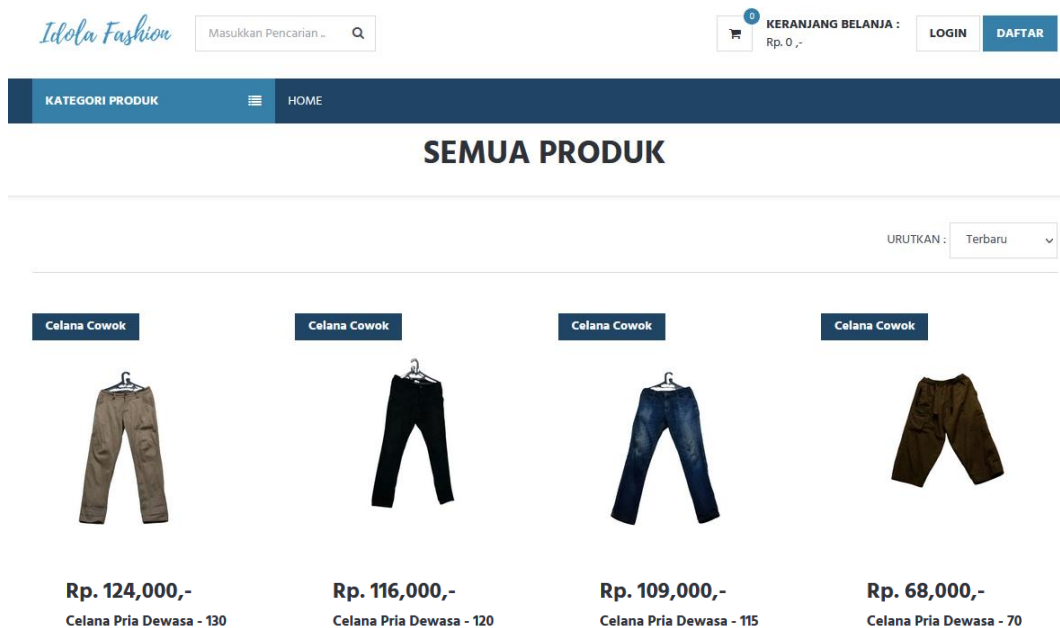 Idola Fashion
Masukkan Pencarian ..
0
KERANJANG BELANJA :
Rp. 0 ,-
LOGIN
DAFTAR
KATEGORI PRODUK
HOME
SEMUA PRODUK
URUTKAN :
Terbaru
Celana Cowok
Celana Cowok
Celana Cowok
Celana Cowok
Rp. 124,000,-
Rp. 116,000,-
Rp. 109,000,-
Rp. 68,000,-
Celana Pria Dewasa - 130
Celana Pria Dewasa - 120
Celana Pria Dewasa - 115
Celana Pria Dewasa - 70